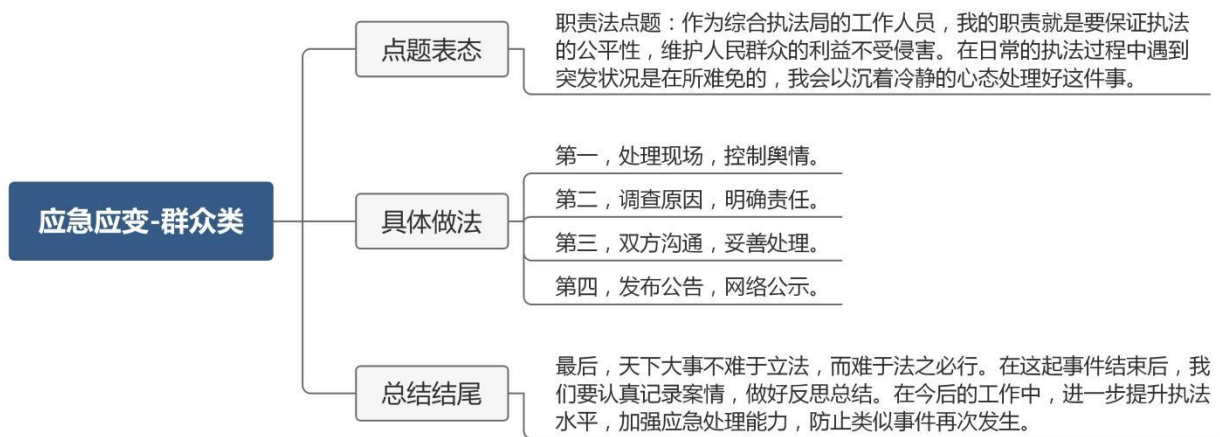 应急应变-群众类
点题表态
职责法点题：作为综合执法局的工作人员，我的职责就是要保证执法
的公平性，维护人民群众的利益不受侵害。在日常的执法过程中遇到
突发状况是在所难免的，我会以沉着冷静的心态处理好这件事。
具体做法
第一，处理现场，控制舆情。
第二，调查原因，明确责任。
第三，双方沟通，妥善处理。
第四，发布公告，网络公示。
总结结尾
最后，天下大事不难于立法，而难于法之必行。在这起事件结束后，我
们要认真记录案情，做好反思总结。在今后的工作中，进一步提升执法
水平，加强应急处理能力，防止类似事件再次发生。